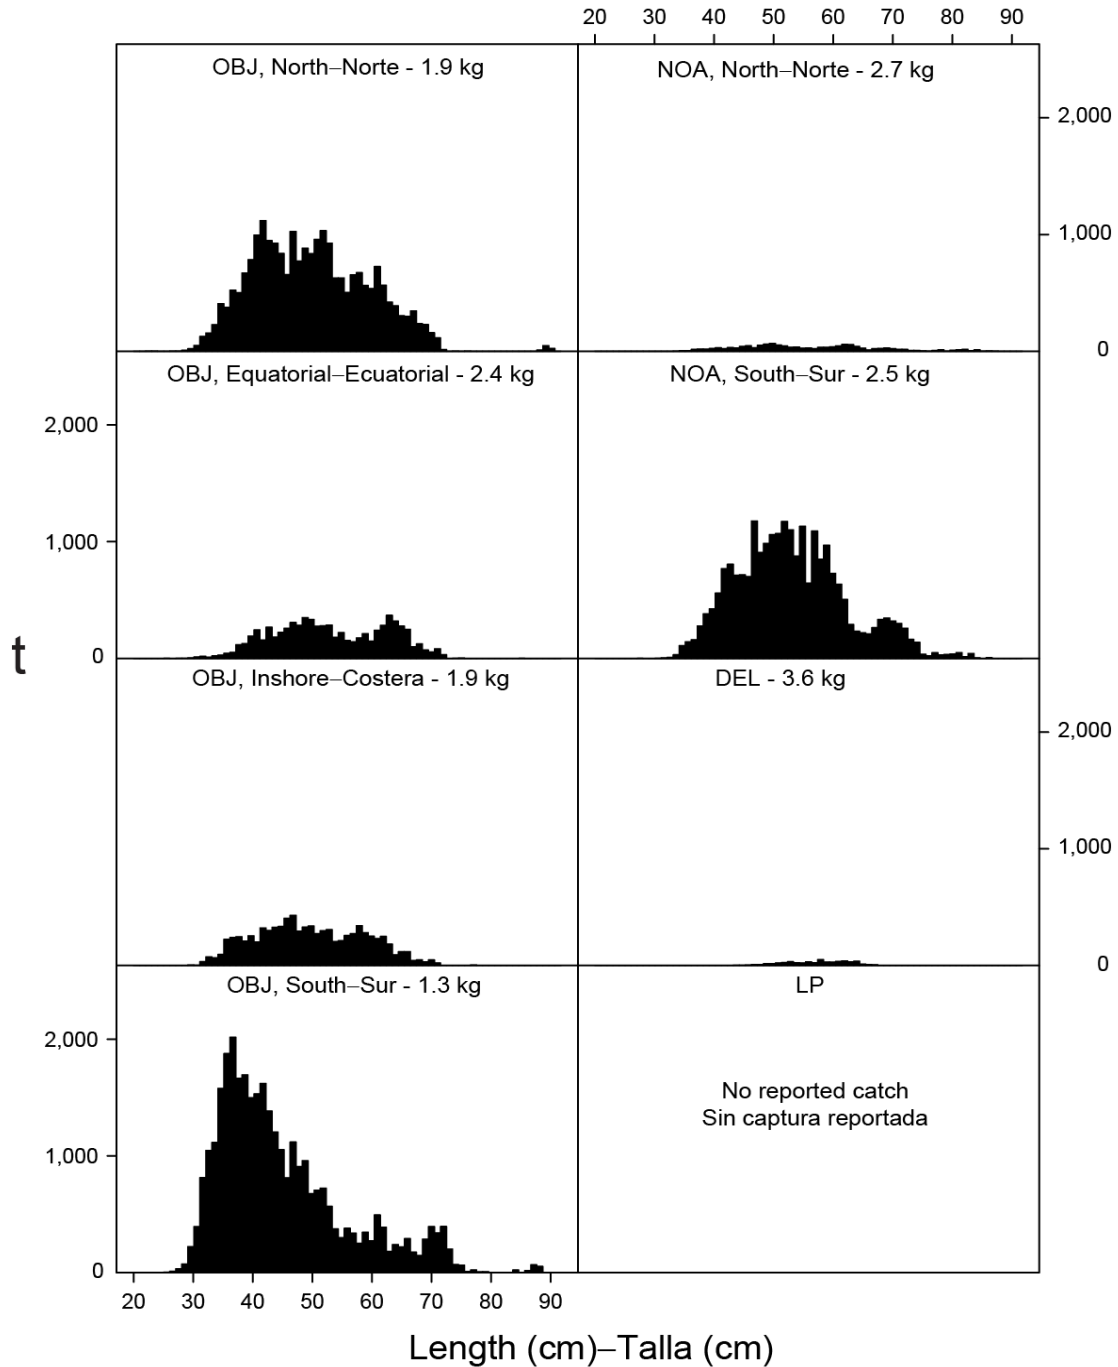 20 30 40 50 60 70 80 90
OBJ, North–Norte - 1.9 kg
NOA, North–Norte - 2.7 kg
2,000
1,000
0
OBJ, Equatorial–Ecuatorial - 2.4 kg
NOA, South–Sur - 2.5 kg
2,000
1,000
0
t
OBJ, Inshore–Costera - 1.9 kg
DEL - 3.6 kg
2,000
1,000
0
OBJ, South–Sur - 1.3 kg
LP
2,000
No reported catch
Sin captura reportada
1,000
0
20 30 40 50 60 70 80 90
Length (cm)–Talla (cm)